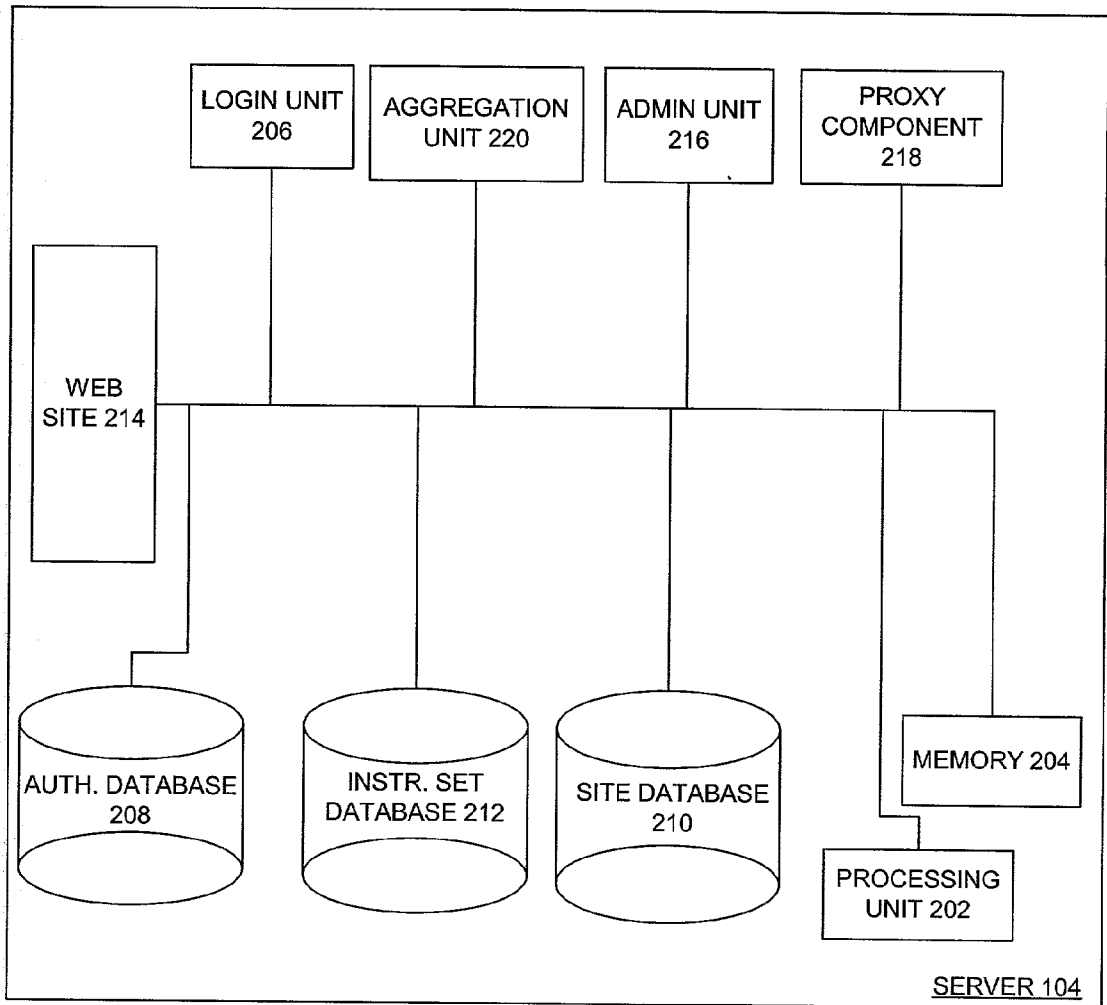 LOGIN UNIT
206
AGGREGATION
UNIT 220
ADMIN UNIT
216
PROXY
COMPONENT
218
WEB
SITE 214
AUTH. DATABASE
208
INSTR. SET
DATABASE 212
SITE DATABASE
210
MEMORY 204
PROCESSING
UNIT 202
SERVER 104